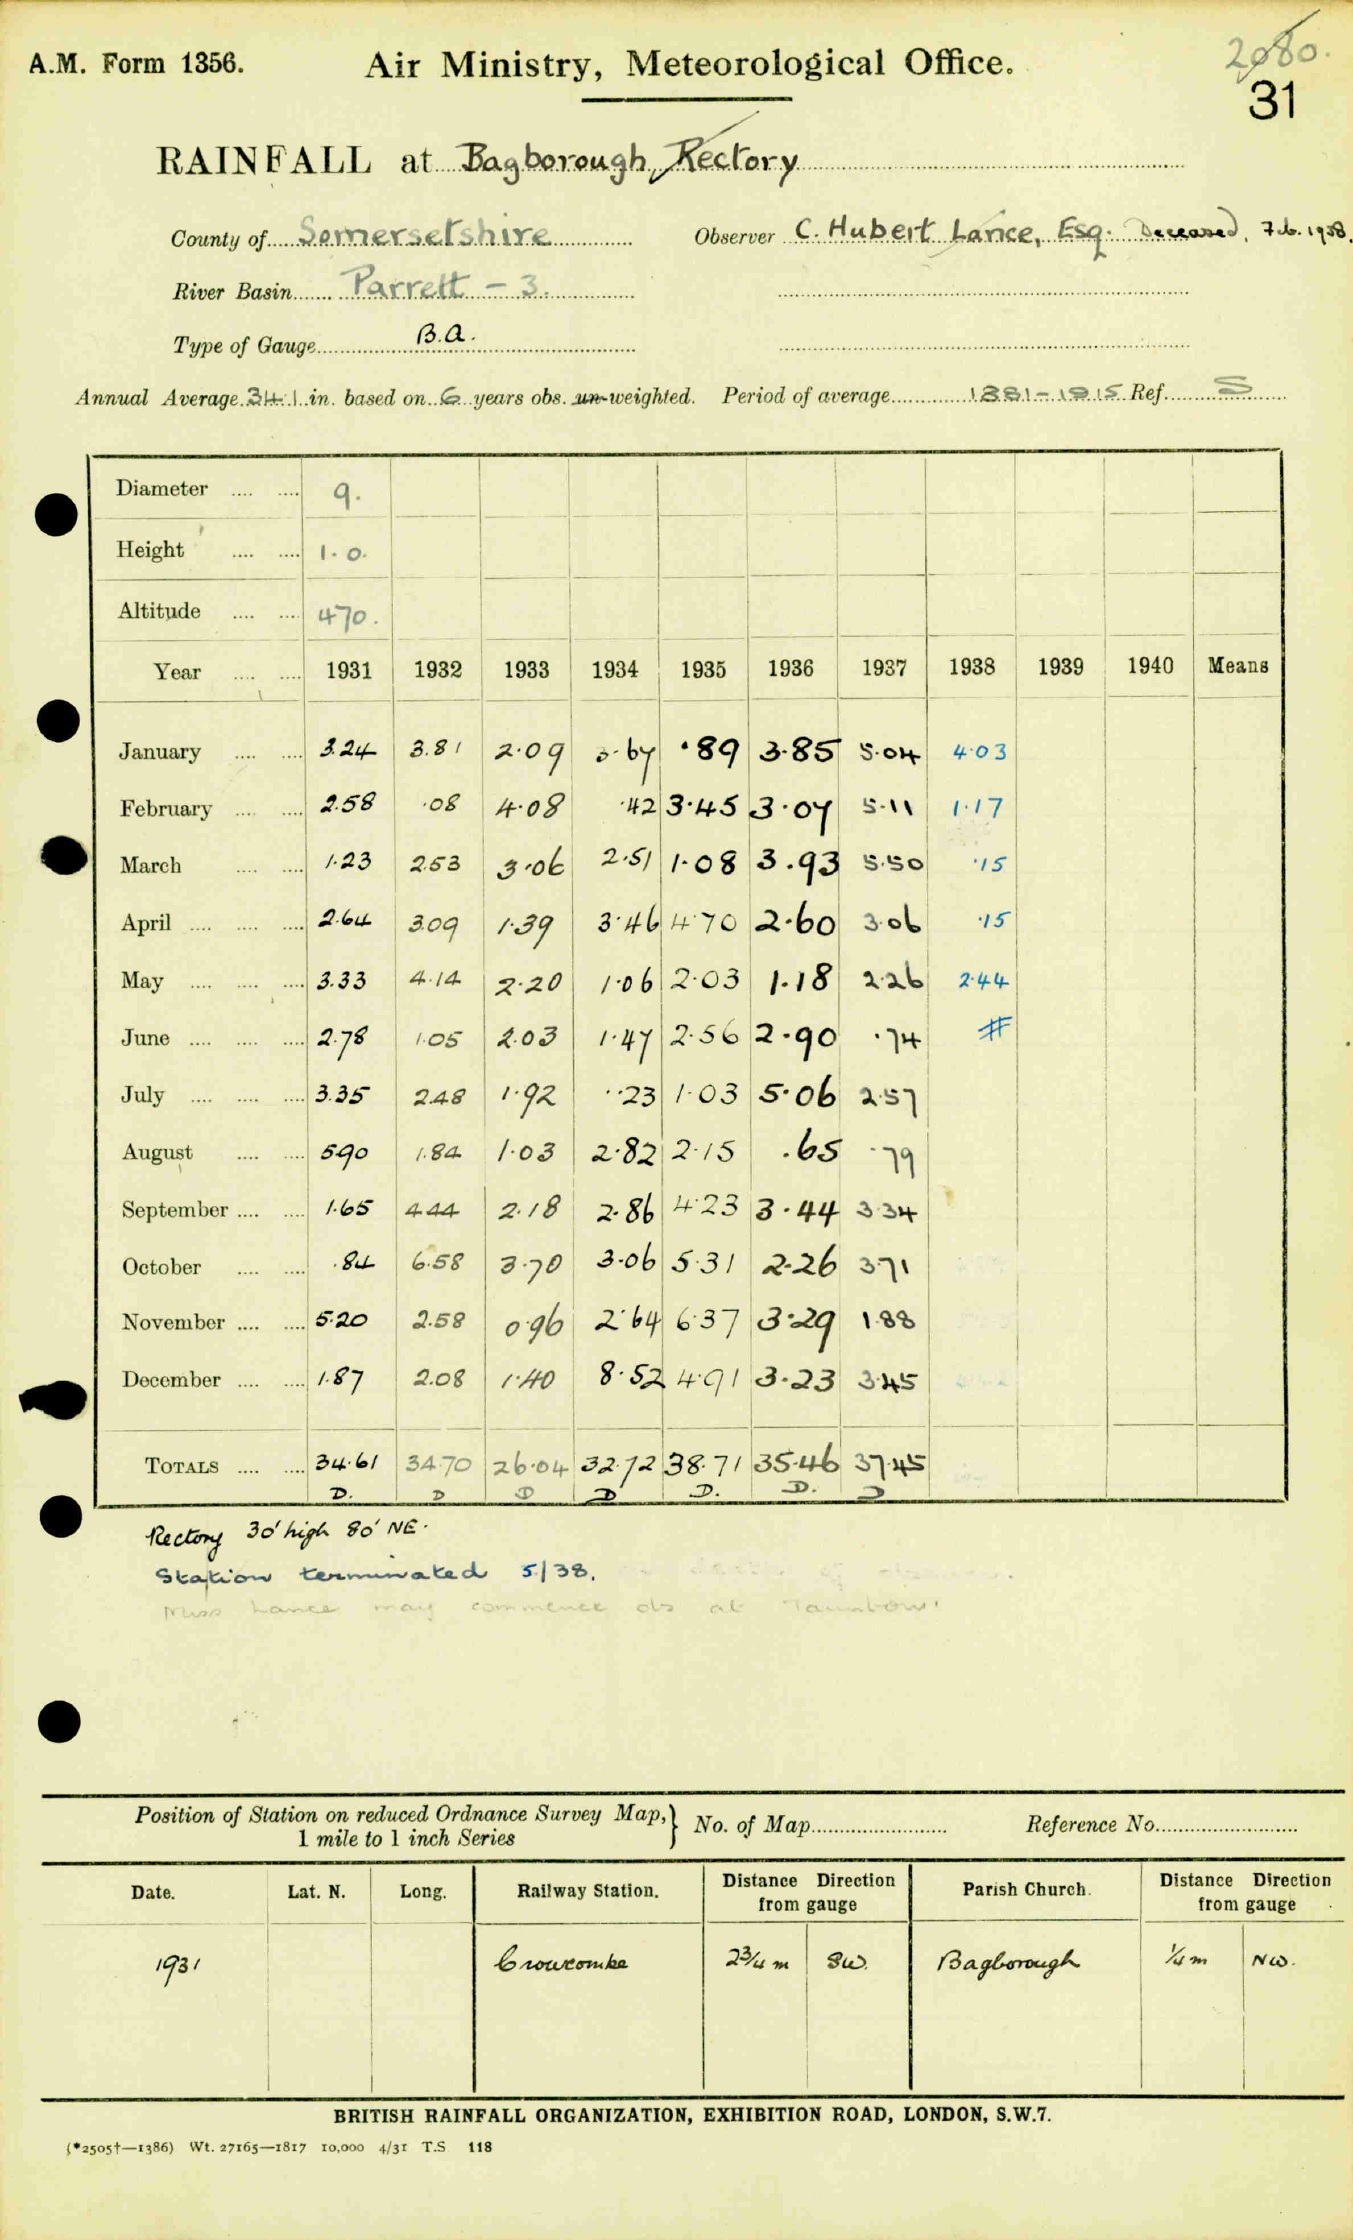 A.M. Form 1356. Air Ministry, Meteorological Office. 2080.
31
RAINFALL at Bagborough, Rectory
County of Somersetshire Observer C. Hubert Lance, Esq. Deceased, Feb. 1938.
River Basin Parrett - 3.
Type of Gauge B.A.
Annual Average 34.1 in. based on 6 years obs. un-weighted. Period of average 1881-1915 Ref. S
Diameter 9.
Height 1.0.
Altitude 470.
Year 1931 1932 1933 1934 1935 1936 1937 1938 1939 1940 Means
January 3.24 3.81 2.09 3.67 .89 3.85 5.04 4.03
February 2.58 .08 4.08 .42 3.45 3.07 5.11 1.17
March 1.23 2.53 3.06 2.51 1.08 3.93 5.50 .15
April 2.64 3.09 1.39 3.46 4.70 2.60 3.06 .15
May 3.33 4.14 2.20 1.06 2.03 1.18 2.26 2.44
June 2.78 1.05 2.03 1.47 2.56 2.90 .74 #
July 3.35 2.48 1.92 .23 1.03 5.06 2.57
August 5.90 1.84 1.03 2.82 2.15 .65 .79
September 1.65 4.44 2.18 2.86 4.23 3.44 3.34
October .84 6.58 3.70 3.06 5.31 2.26 3.71
November 5.20 2.58 0.96 2.64 6.37 3.29 1.88
December 1.87 2.08 1.40 8.52 4.91 3.23 3.45
TOTALS 34.61 34.70 26.04 32.72 38.71 35.46 37.45
D. D D D D. D. D
Rectory 30' high 80' NE.
Station terminated 5/38.
Miss Lance may commence obs at Taunton.
Position of Station on reduced Ordnance Survey Map, } No. of Map Reference No.
1 mile to 1 inch Series
Date. Lat. N. Long. Railway Station. Distance Direction from gauge Parish Church. Distance Direction from gauge
1931 Crowcombe 2¾ m SW. Bagborough ¼ m NW.
BRITISH RAINFALL ORGANIZATION, EXHIBITION ROAD, LONDON, S.W.7.
(*2505†—1386) Wt. 27165—1817 10,000 4/31 T.S 118